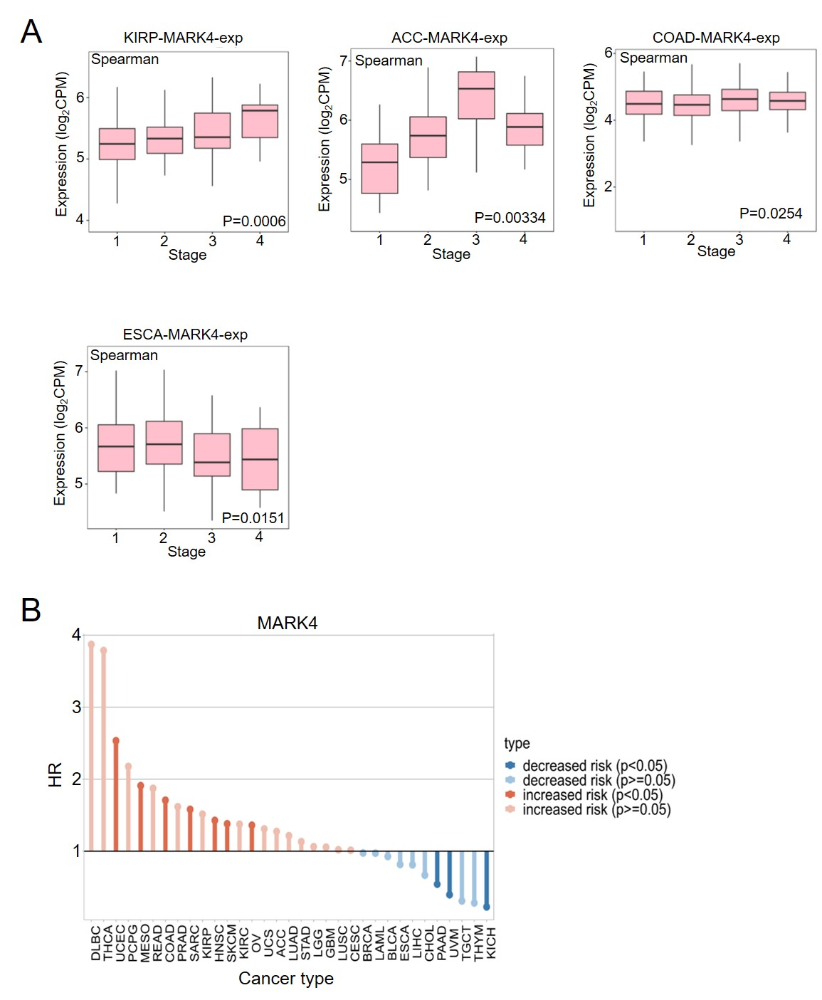 A
KIRP-MARK4-exp
Spearman
Expression (log₂CPM)
6
5
4
P=0.0006
1 2 3 4
Stage
ACC-MARK4-exp
Spearman
Expression (log₂CPM)
7
6
5
P=0.00334
1 2 3 4
Stage
COAD-MARK4-exp
Spearman
Expression (log₂CPM)
6
4
2
P=0.0254
1 2 3 4
Stage
ESCA-MARK4-exp
Spearman
Expression (log₂CPM)
7
6
5
P=0.0151
1 2 3 4
Stage
B
MARK4
HR
4
3
2
1
DLBC THCA UCEC PCPG MESO READ COAD PRAD SARC KIRP HNSC SKCM KIRC OV UCS ACC LUAD STAD LGG GBM LUSC CESC BRCA LAML BLCA ESCA LIHC CHOL PAAD UVM TGCT THYM KICH
Cancer type
type
decreased risk (p<0.05)
decreased risk (p>=0.05)
increased risk (p<0.05)
increased risk (p>=0.05)